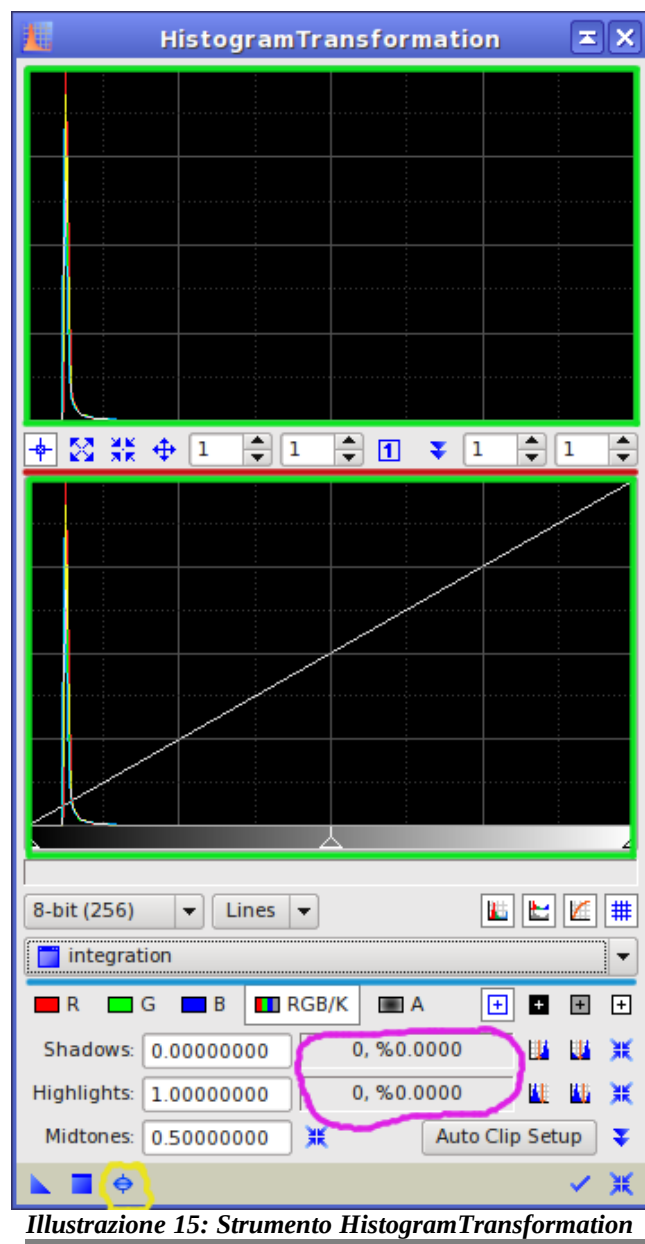 HistogramTransformation
1 1 1 1 1
8-bit (256) Lines
integration
R G B RGB/K A
Shadows: 0.00000000 0, %0.0000
Highlights: 1.00000000 0, %0.0000
Midtones: 0.50000000 Auto Clip Setup
Illustrazione 15: Strumento HistogramTransformation